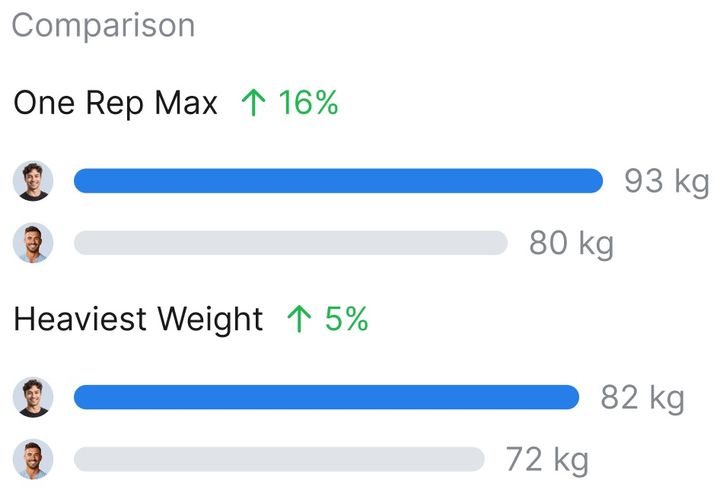 Comparison
One Rep Max ↑ 16%
93 kg
80 kg
Heaviest Weight ↑ 5%
82 kg
72 kg